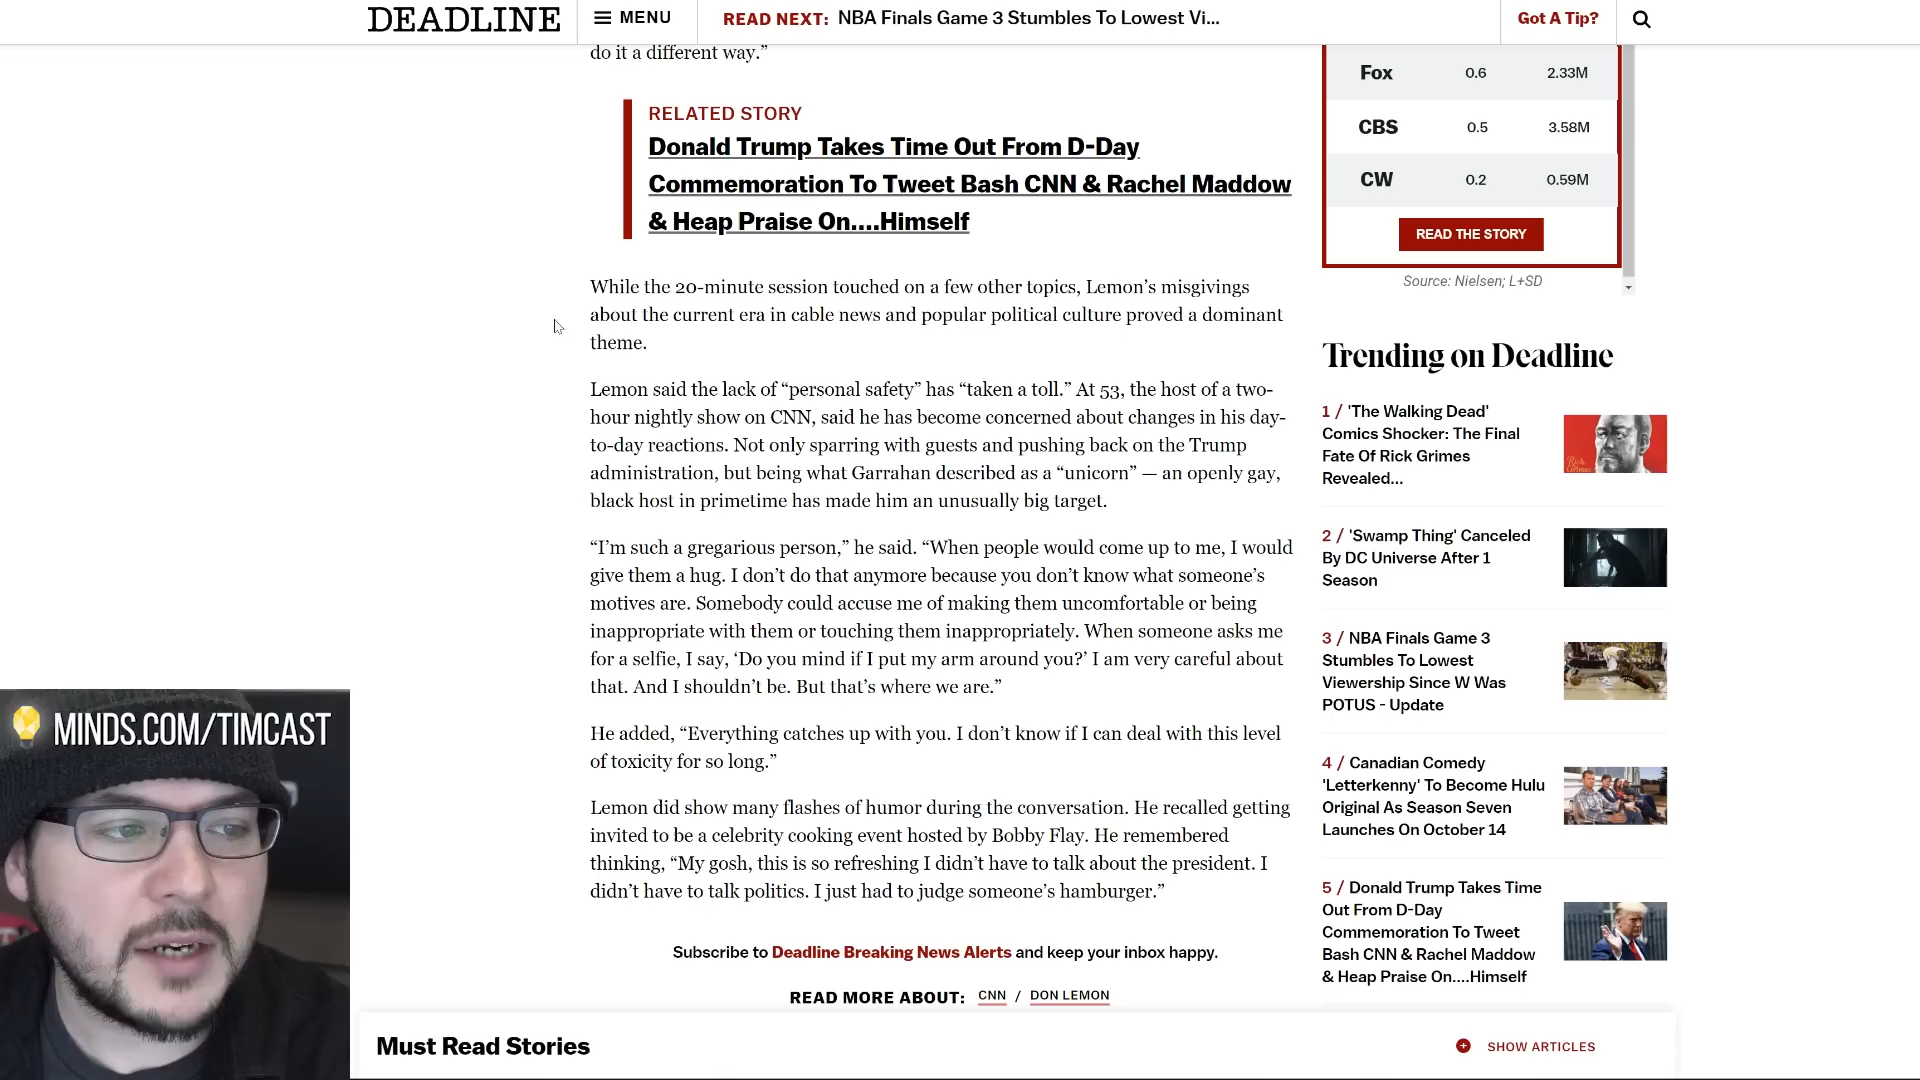 DEADLINE
MENU
READ NEXT: NBA Finals Game 3 Stumbles To Lowest Vi...
Got A Tip?
do it a different way.”
RELATED STORY
Donald Trump Takes Time Out From D-Day
Commemoration To Tweet Bash CNN & Rachel Maddow
& Heap Praise On....Himself
While the 20-minute session touched on a few other topics, Lemon’s misgivings
about the current era in cable news and popular political culture proved a dominant
theme.
Lemon said the lack of “personal safety” has “taken a toll.” At 53, the host of a two-
hour nightly show on CNN, said he has become concerned about changes in his day-
to-day reactions. Not only sparring with guests and pushing back on the Trump
administration, but being what Garrahan described as a “unicorn” — an openly gay,
black host in primetime has made him an unusually big target.
“I’m such a gregarious person,” he said. “When people would come up to me, I would
give them a hug. I don’t do that anymore because you don’t know what someone’s
motives are. Somebody could accuse me of making them uncomfortable or being
inappropriate with them or touching them inappropriately. When someone asks me
for a selfie, I say, ‘Do you mind if I put my arm around you?’ I am very careful about
that. And I shouldn’t be. But that’s where we are.”
He added, “Everything catches up with you. I don’t know if I can deal with this level
of toxicity for so long.”
Lemon did show many flashes of humor during the conversation. He recalled getting
invited to be a celebrity cooking event hosted by Bobby Flay. He remembered
thinking, “My gosh, this is so refreshing I didn’t have to talk about the president. I
didn’t have to talk politics. I just had to judge someone’s hamburger.”
Subscribe to Deadline Breaking News Alerts and keep your inbox happy.
READ MORE ABOUT: CNN / DON LEMON
Must Read Stories
SHOW ARTICLES
Fox 0.6 2.33M
CBS 0.5 3.58M
CW 0.2 0.59M
READ THE STORY
Source: Nielsen; L+SD
Trending on Deadline
1 / 'The Walking Dead'
Comics Shocker: The Final
Fate Of Rick Grimes
Revealed...
Rick
Grimes
2 / 'Swamp Thing' Canceled
By DC Universe After 1
Season
3 / NBA Finals Game 3
Stumbles To Lowest
Viewership Since W Was
POTUS - Update
4 / Canadian Comedy
'Letterkenny' To Become Hulu
Original As Season Seven
Launches On October 14
5 / Donald Trump Takes Time
Out From D-Day
Commemoration To Tweet
Bash CNN & Rachel Maddow
& Heap Praise On....Himself
MINDS.COM/TIMCAST